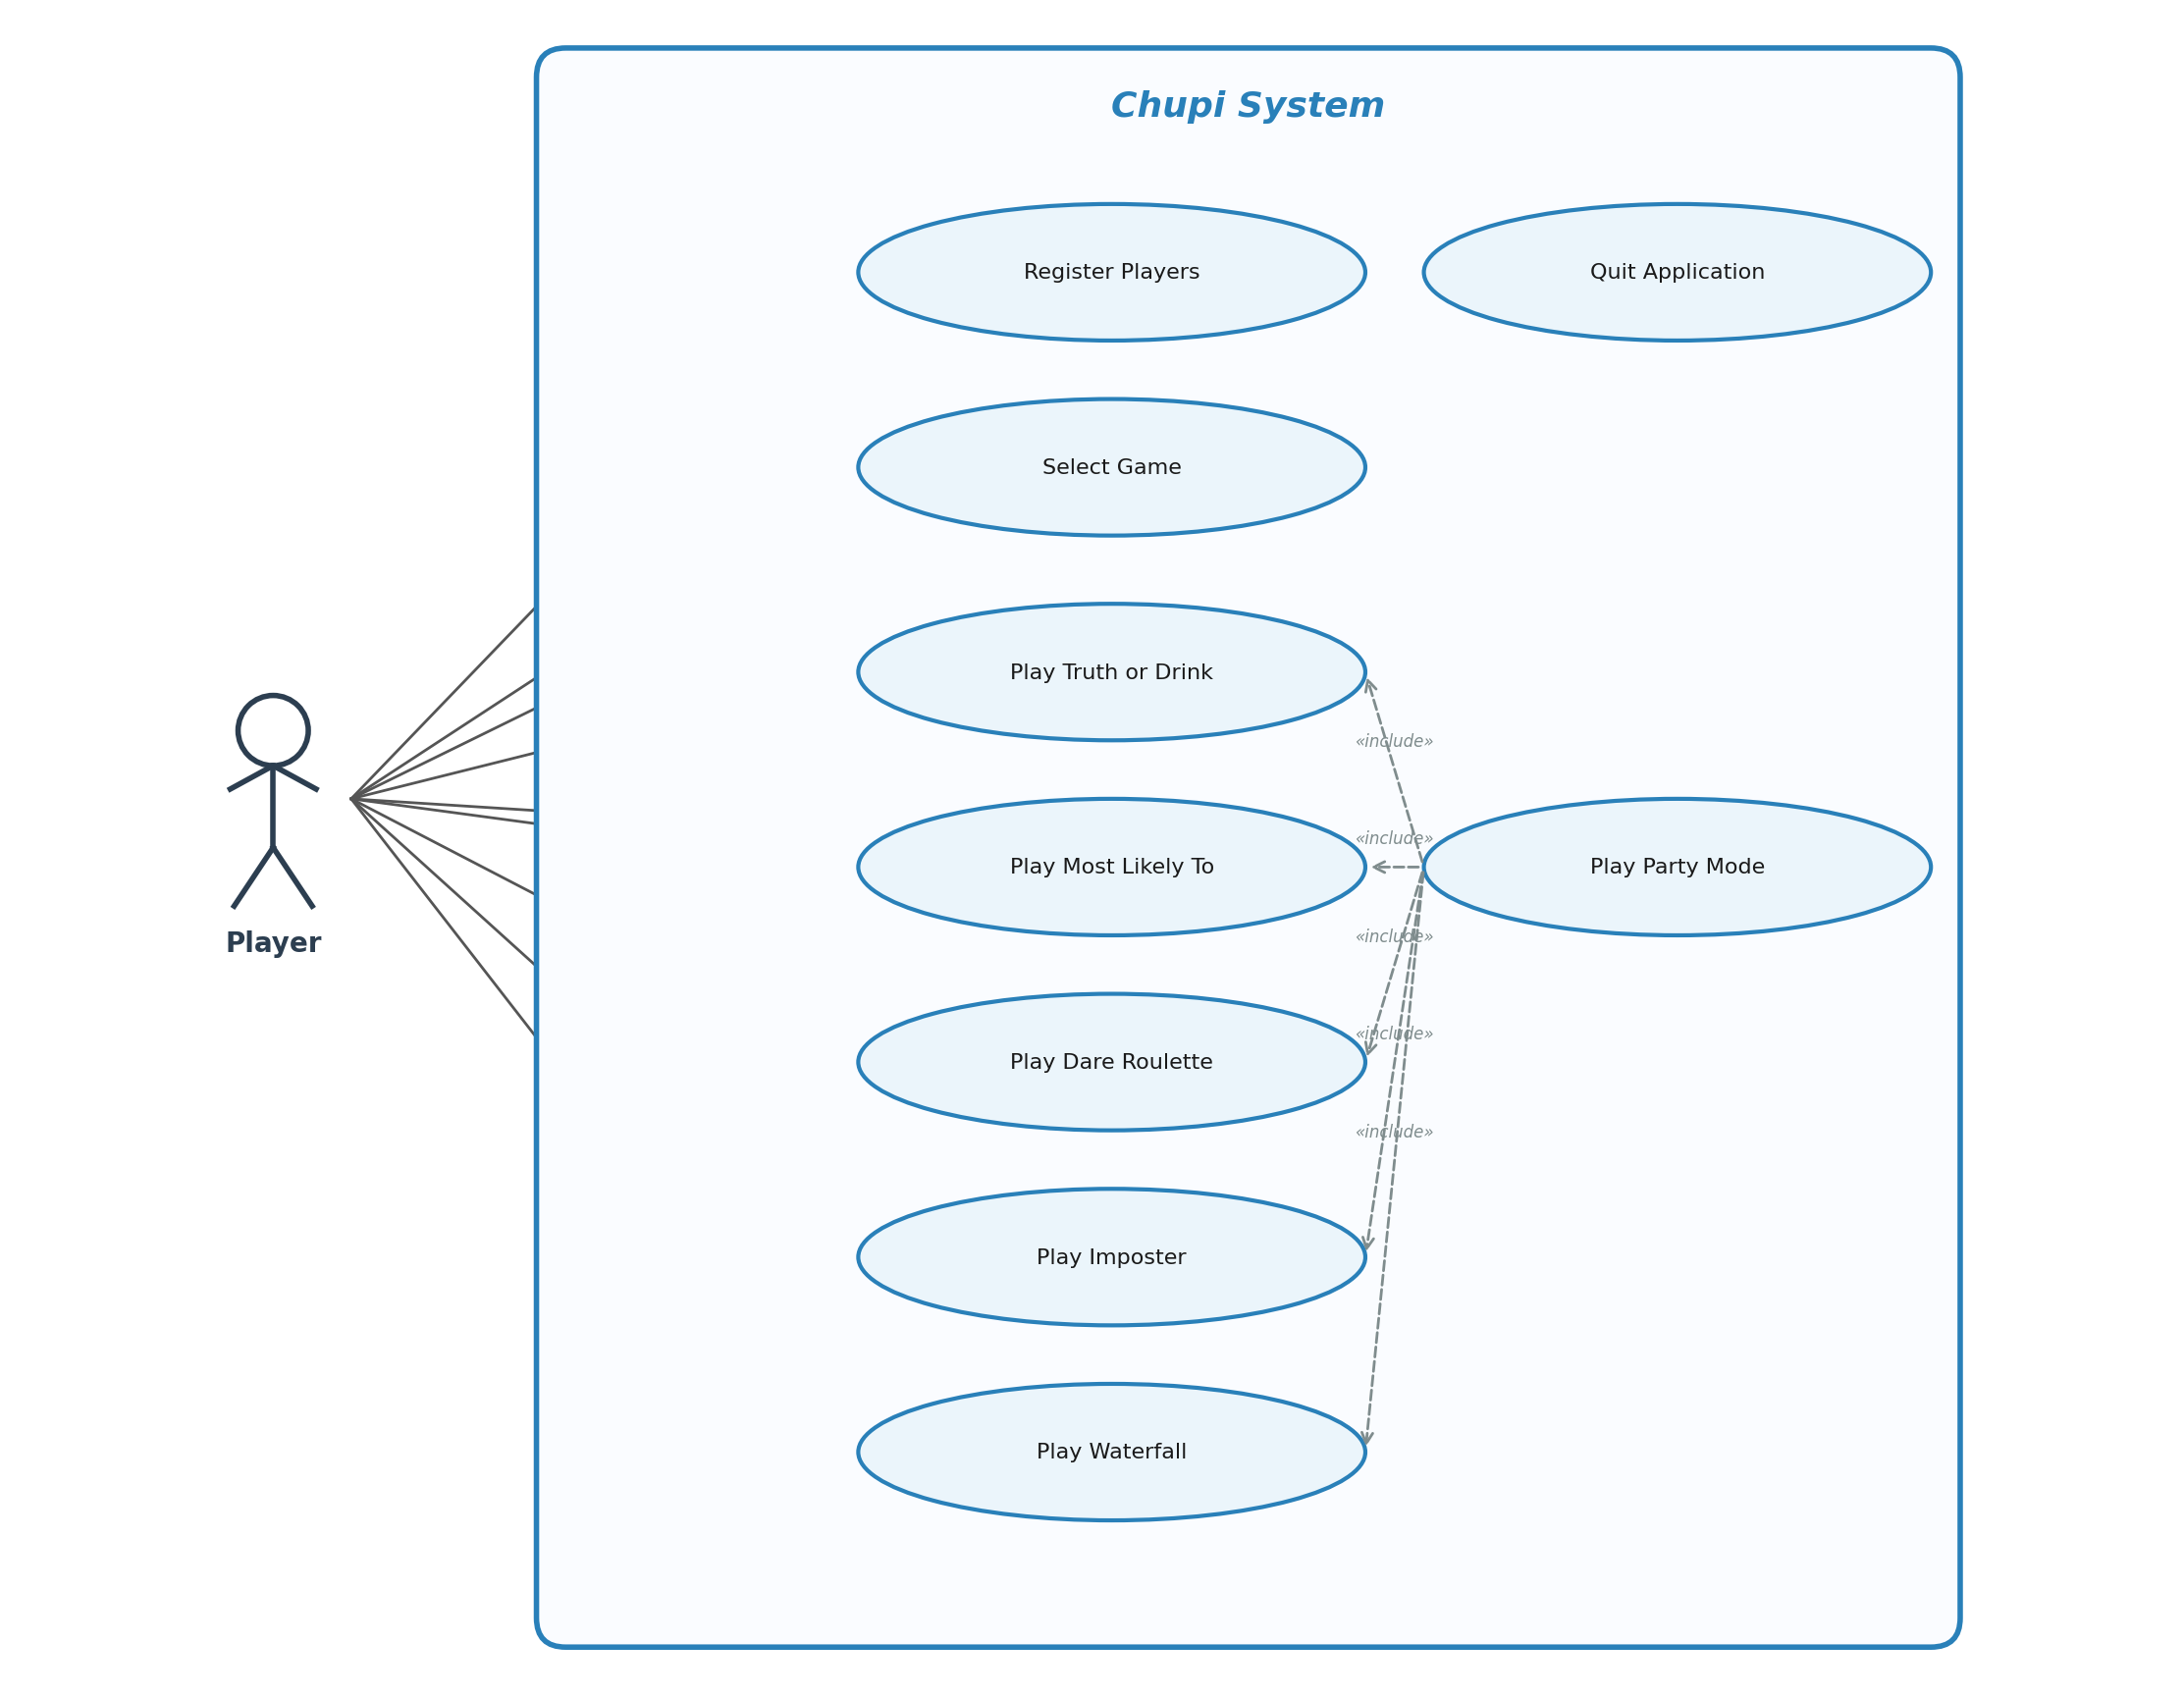 Chupi System
Register Players
Quit Application
Select Game
Play Truth or Drink
«include»
«include»
Play Most Likely To
Play Party Mode
«include»
Player
«include»
Play Dare Roulette
«include»
Play Imposter
Play Waterfall